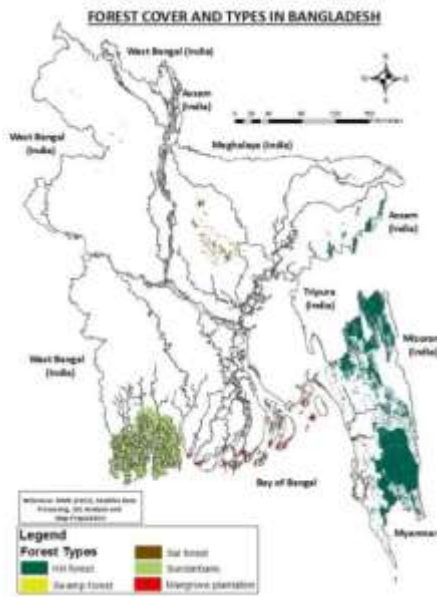 FOREST COVER AND TYPES IN BANGLADESH
West Bengal (India)
N
Assam
(India)
West Bengal
(India)
Meghalaya (India)
Assam
(India)
Tripura
(India)
Mizoram
(India)
West Bengal
(India)
Bay of Bengal
Myanmar
Legend
Forest Types
Hill forest
Swamp forest
Sal forest
Sundarbans
Mangrove plantation